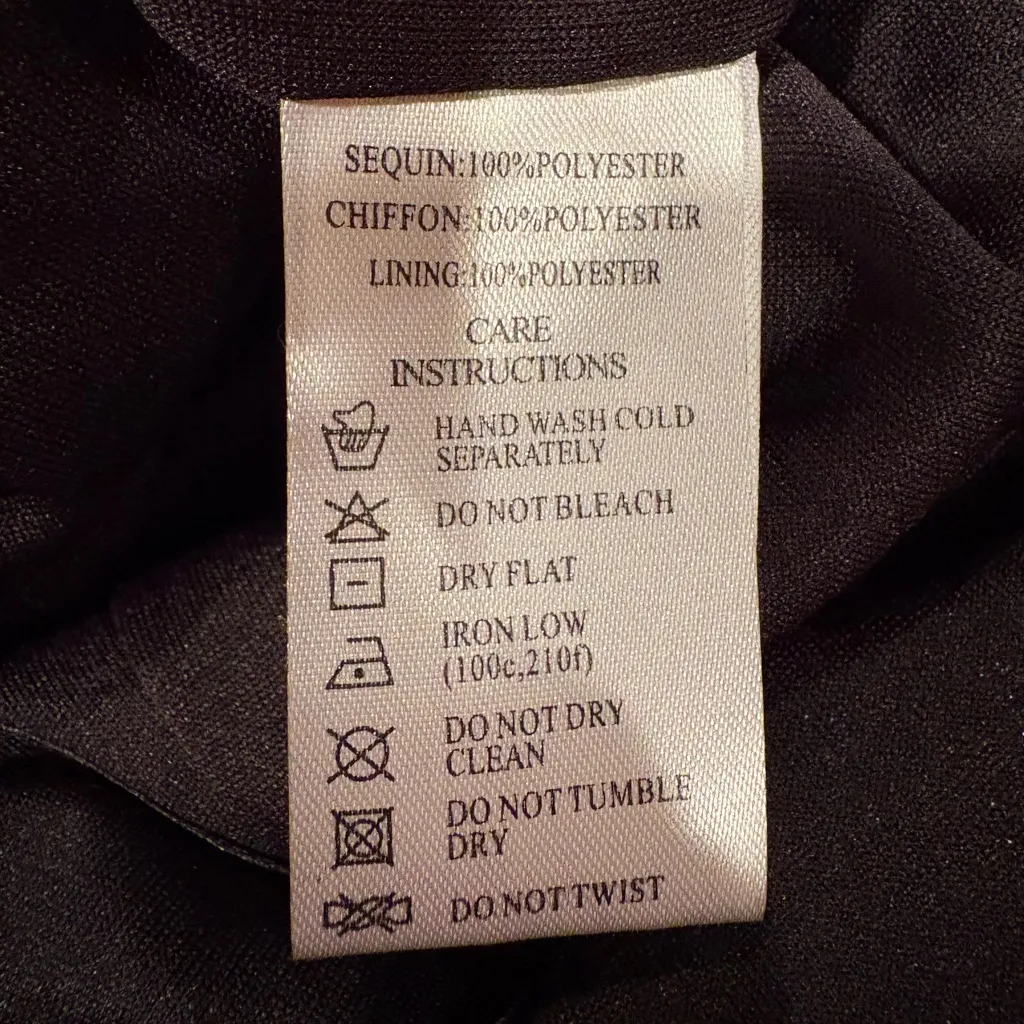 SEQUIN:100%POLYESTER
CHIFFON:100%POLYESTER
LINING:100%POLYESTER
CARE
INSTRUCTIONS
HAND WASH COLD
SEPARATELY
DO NOT BLEACH
DRY FLAT
IRON LOW
(100c,210f)
DO NOT DRY
CLEAN
DO NOT TUMBLE
DRY
DO NOT TWIST